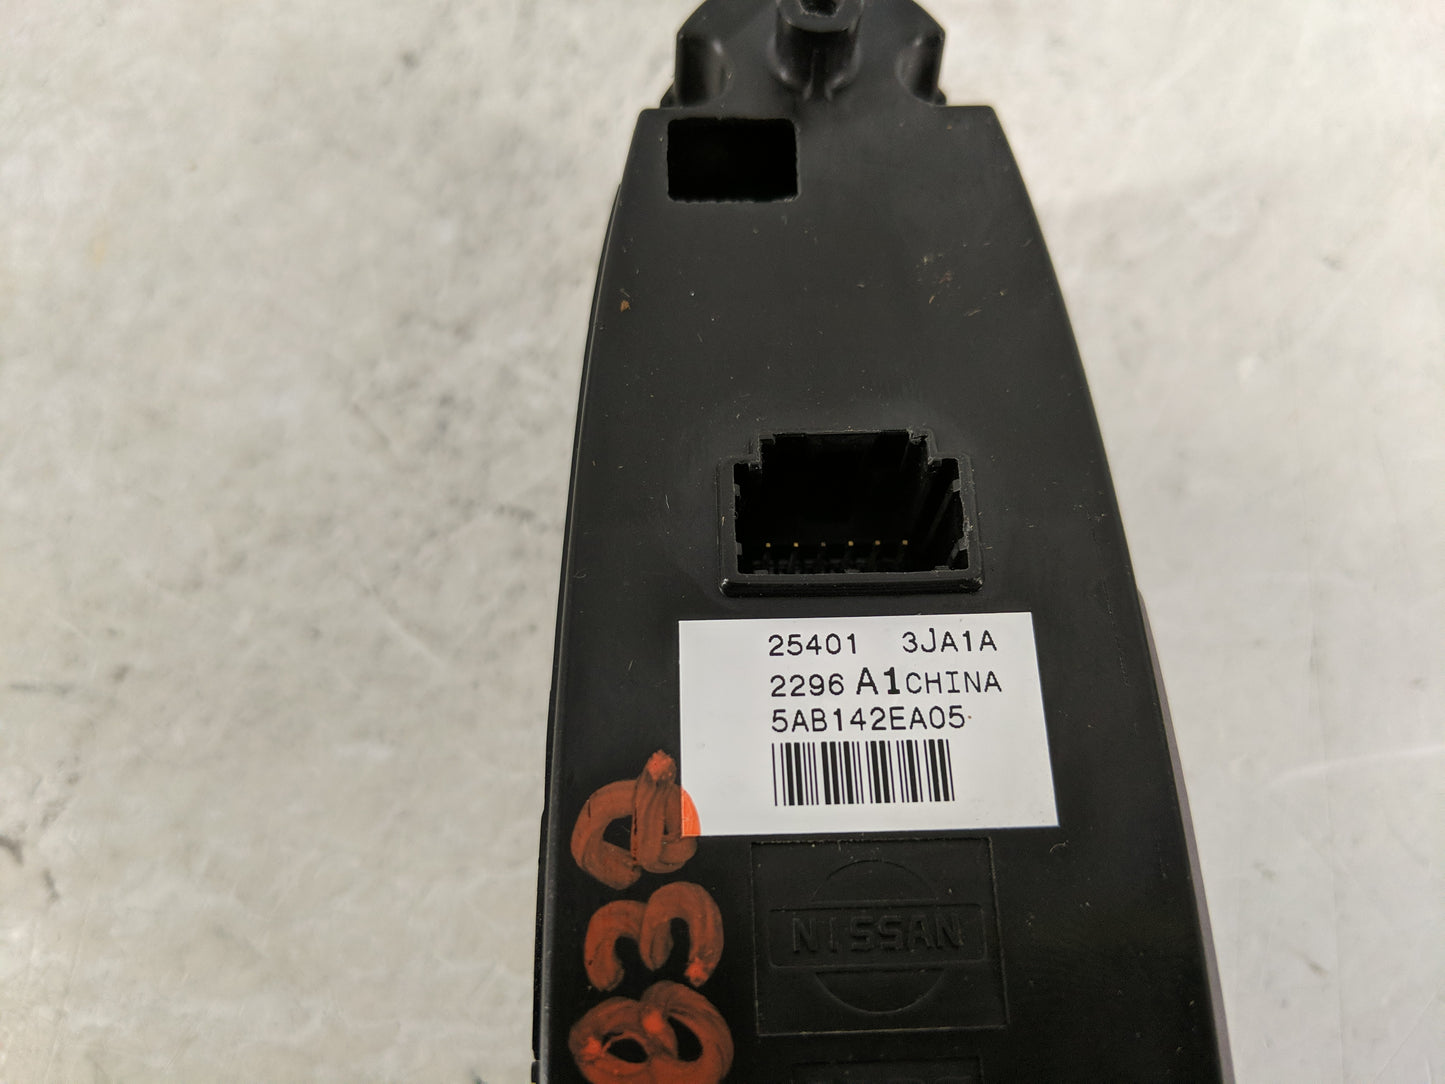 25401 3JA1A
2296 A1CHINA
5AB142EA05
NISSAN